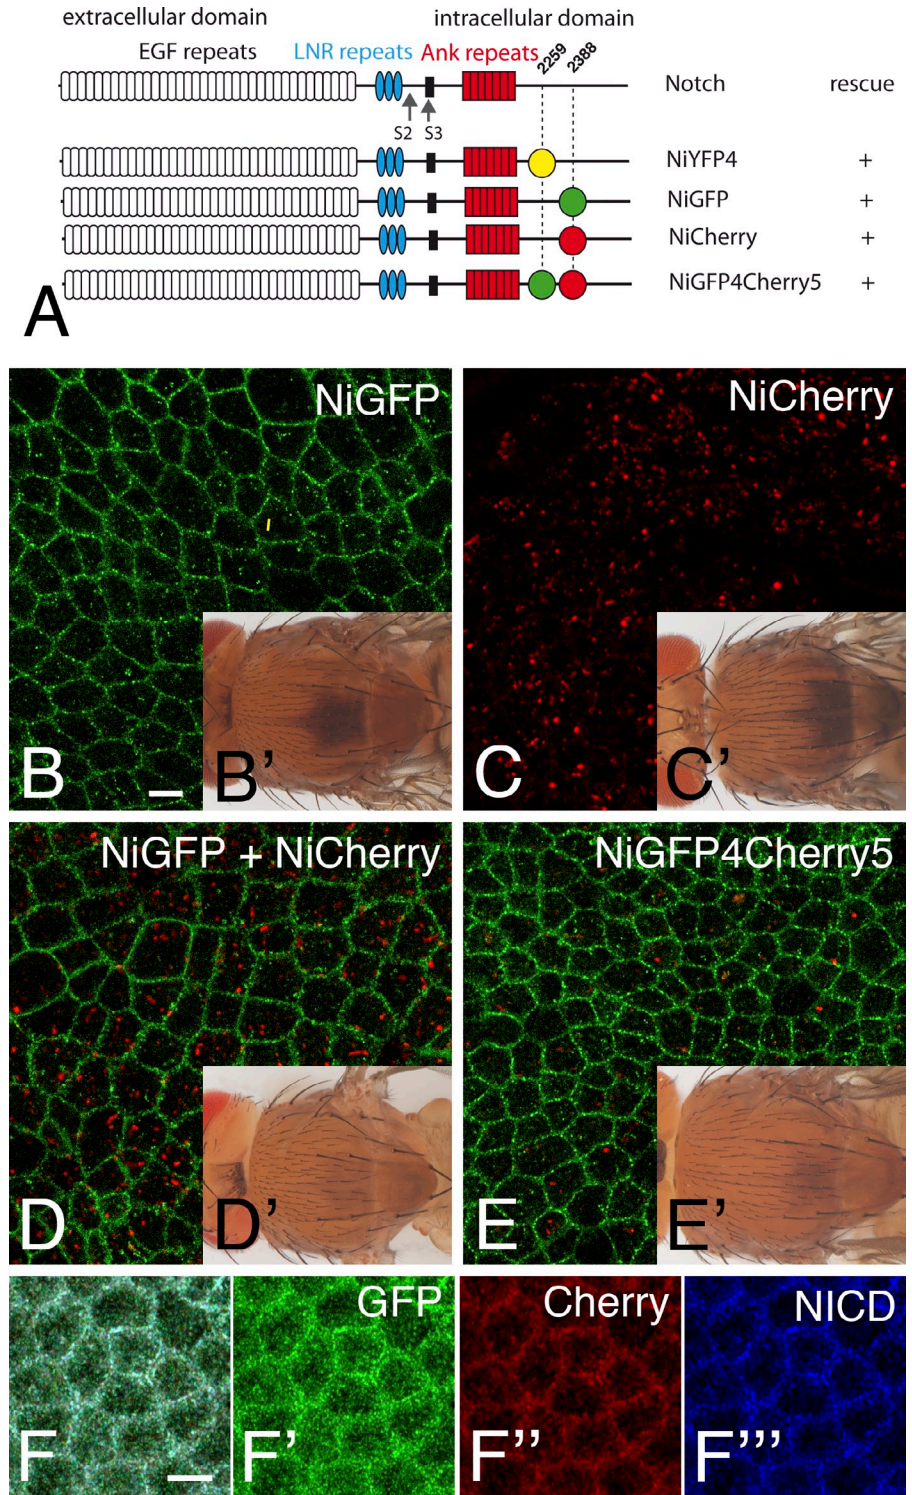 extracellular domain intracellular domain
EGF repeats LNR repeats Ank repeats 2259 2388
Notch rescue
S2 S3
NiYFP4 +
NiGFP +
NiCherry +
NiGFP4Cherry5 +
A
NiGFP NiCherry
B B' C C'
NiGFP + NiCherry NiGFP4Cherry5
D D' E E'
GFP Cherry NICD
F F' F'' F'''